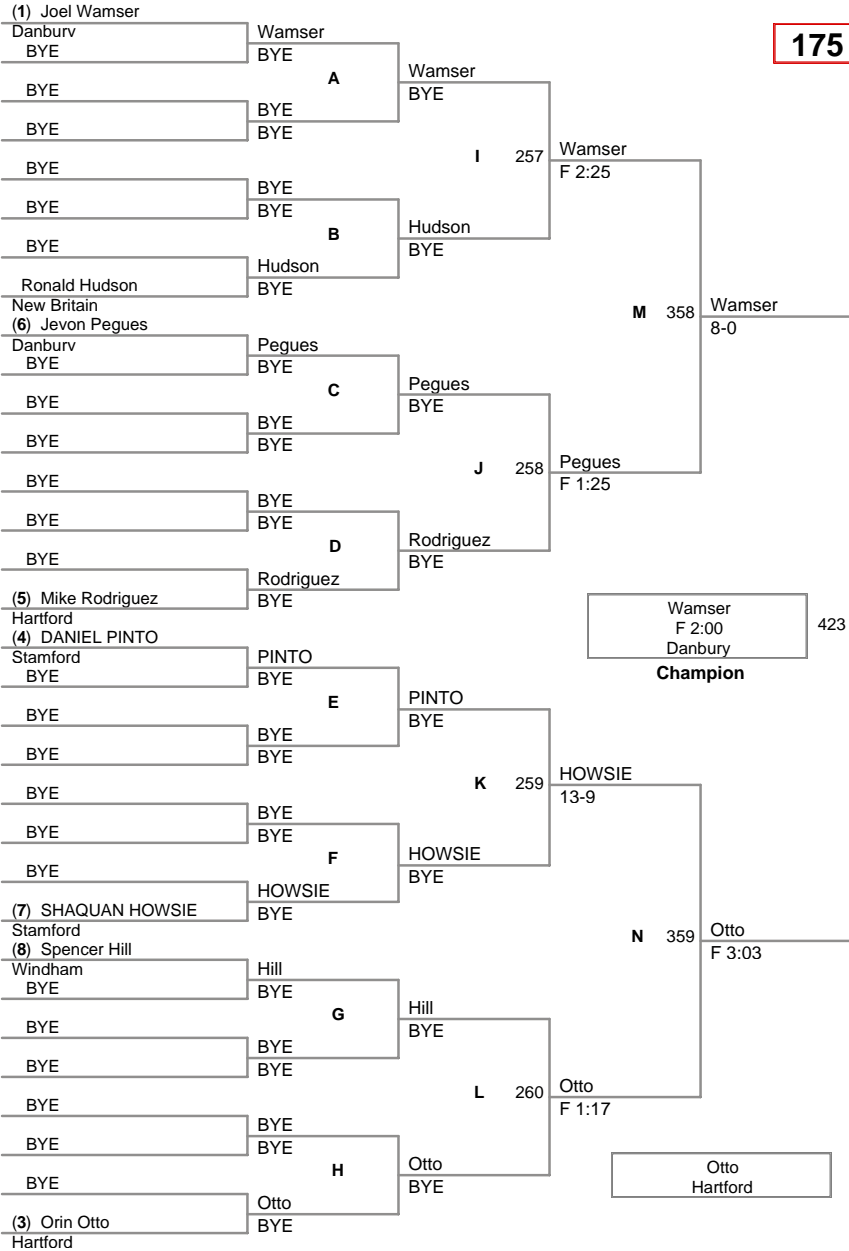 (1) Joel Wamser
Danbury
BYE
BYE
BYE
BYE
BYE
BYE
Ronald Hudson
New Britain
(6) Jevon Pegues
Danbury
BYE
BYE
BYE
BYE
BYE
BYE
(5) Mike Rodriguez
Hartford
(4) DANIEL PINTO
Stamford
BYE
BYE
BYE
BYE
BYE
BYE
(7) SHAQUAN HOWSIE
Stamford
(8) Spencer Hill
Windham
BYE
BYE
BYE
BYE
BYE
BYE
(3) Orin Otto
Hartford
Wamser
BYE
A
BYE
BYE
BYE
BYE
B
Hudson
BYE
Pegues
BYE
C
BYE
BYE
BYE
BYE
D
Rodriguez
BYE
PINTO
BYE
E
BYE
BYE
BYE
BYE
F
HOWSIE
BYE
Hill
BYE
G
BYE
BYE
BYE
BYE
H
Otto
BYE
Wamser
BYE
I 257
Hudson
BYE
Pegues
BYE
J 258
Rodriguez
BYE
PINTO
BYE
K 259
HOWSIE
BYE
Hill
BYE
L 260
Otto
BYE
Wamser
F 2:25
M 358
Pegues
F 1:25
HOWSIE
13-9
N 359
Otto
F 1:17
175
Wamser
8-0
Wamser
F 2:00
Danbury
423
Champion
Otto
F 3:03
Otto
Hartford